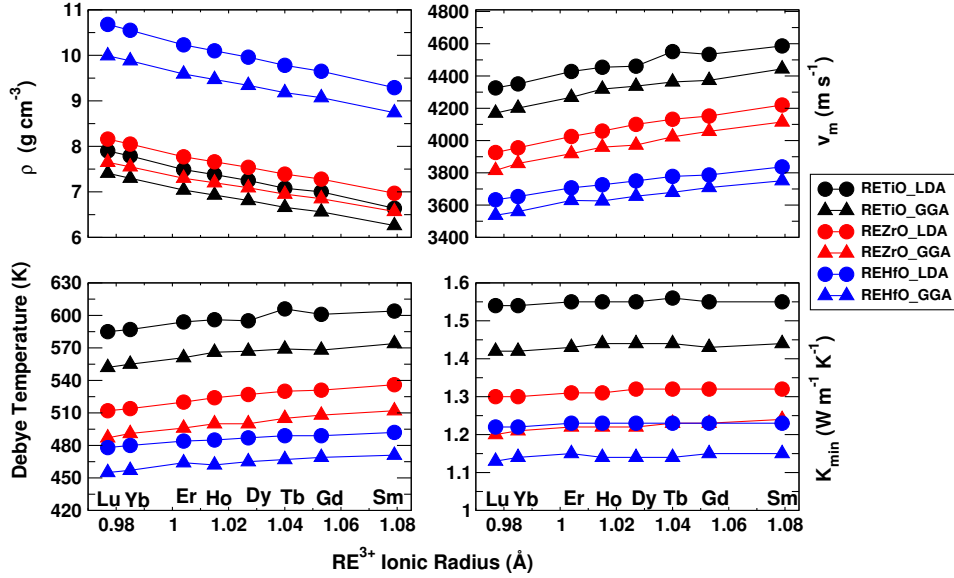 11
10
9
8
7
6
ρ (g cm⁻³)
4800
4600
4400
4200
4000
3800
3600
3400
v_m (m s⁻¹)
RETiO_LDA
RETiO_GGA
REZrO_LDA
REZrO_GGA
REHfO_LDA
REHfO_GGA
630
600
570
540
510
480
450
420
Debye Temperature (K)
Lu Yb Er Ho Dy Tb Gd Sm
0.98 1 1.02 1.04 1.06 1.08
1.6
1.5
1.4
1.3
1.2
1.1
1
K_min (W m⁻¹ K⁻¹)
Lu Yb Er Ho Dy Tb Gd Sm
0.98 1 1.02 1.04 1.06 1.08
RE³⁺ Ionic Radius (Å)